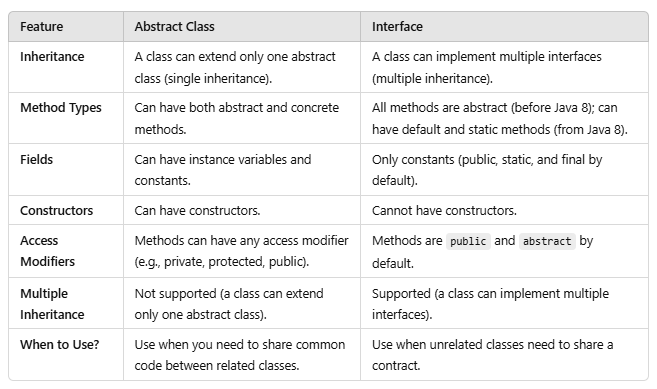 Feature Abstract Class Interface
Inheritance A class can extend only one abstract A class can implement multiple interfaces
class (single inheritance). (multiple inheritance).
Method Types Can have both abstract and concrete All methods are abstract (before Java 8); can
methods. have default and static methods (from Java 8).
Fields Can have instance variables and Only constants (public, static, and final by
constants. default).
Constructors Can have constructors. Cannot have constructors.
Access Methods can have any access modifier Methods are public and abstract by
Modifiers (e.g., private, protected, public). default.
Multiple Not supported (a class can extend Supported (a class can implement multiple
Inheritance only one abstract class). interfaces).
When to Use? Use when you need to share common Use when unrelated classes need to share a
code between related classes. contract.